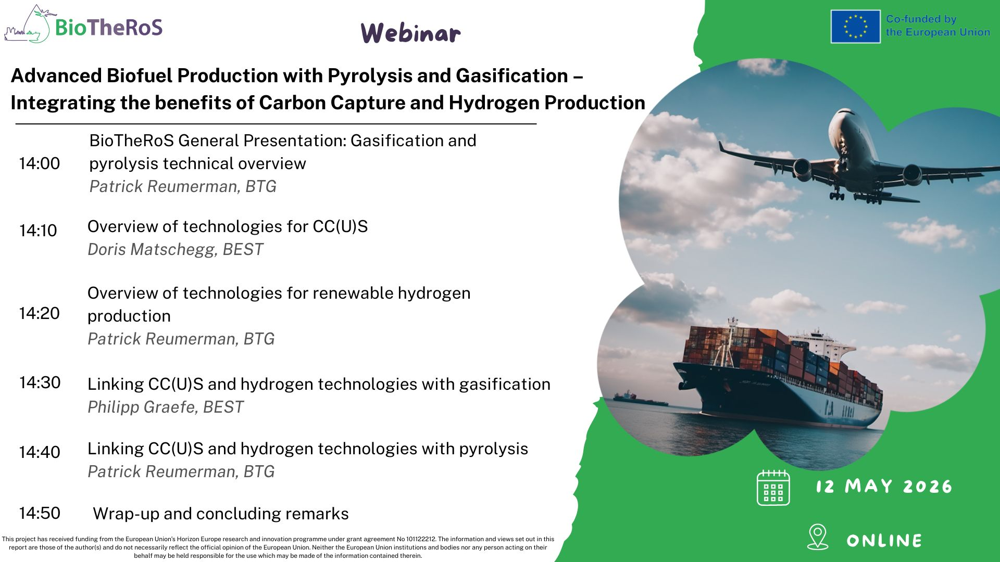 BioTheRoS
Webinar
Co-funded by
the European Union
Advanced Biofuel Production with Pyrolysis and Gasification –
Integrating the benefits of Carbon Capture and Hydrogen Production
14:00
BioTheRoS General Presentation: Gasification and
pyrolysis technical overview
Patrick Reumerman, BTG
14:10
Overview of technologies for CC(U)S
Doris Matschegg, BEST
14:20
Overview of technologies for renewable hydrogen
production
Patrick Reumerman, BTG
14:30
Linking CC(U)S and hydrogen technologies with gasification
Philipp Graefe, BEST
14:40
Linking CC(U)S and hydrogen technologies with pyrolysis
Patrick Reumerman, BTG
14:50
Wrap-up and concluding remarks
12 MAY 2026
ONLINE
This project has received funding from the European Union's Horizon Europe research and innovation programme under grant agreement No 101122212. The information and views set out in this
report are those of the author(s) and do not necessarily reflect the official opinion of the European Union. Neither the European Union institutions and bodies nor any person acting on their
behalf may be held responsible for the use which may be made of the information contained therein.